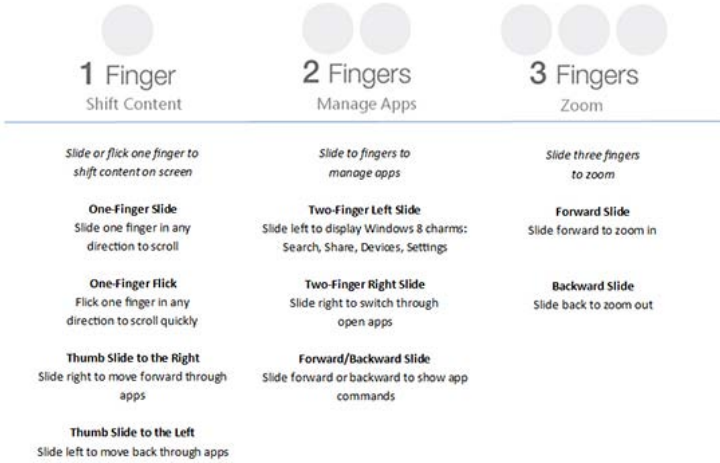 1 Finger
Shift Content
Slide or flick one finger to
shift content on screen
One-Finger Slide
Slide one finger in any
direction to scroll
One-Finger Flick
Flick one finger in any
direction to scroll quickly
Thumb Slide to the Right
Slide right to move forward through
apps
Thumb Slide to the Left
Slide left to move back through apps
2 Fingers
Manage Apps
Slide to fingers to
manage apps
Two-Finger Left Slide
Slide left to display Windows 8 charms:
Search, Share, Devices, Settings
Two-Finger Right Slide
Slide right to switch through
open apps
Forward/Backward Slide
Slide forward or backward to show app
commands
3 Fingers
Zoom
Slide three fingers
to zoom
Forward Slide
Slide forward to zoom in
Backward Slide
Slide back to zoom out